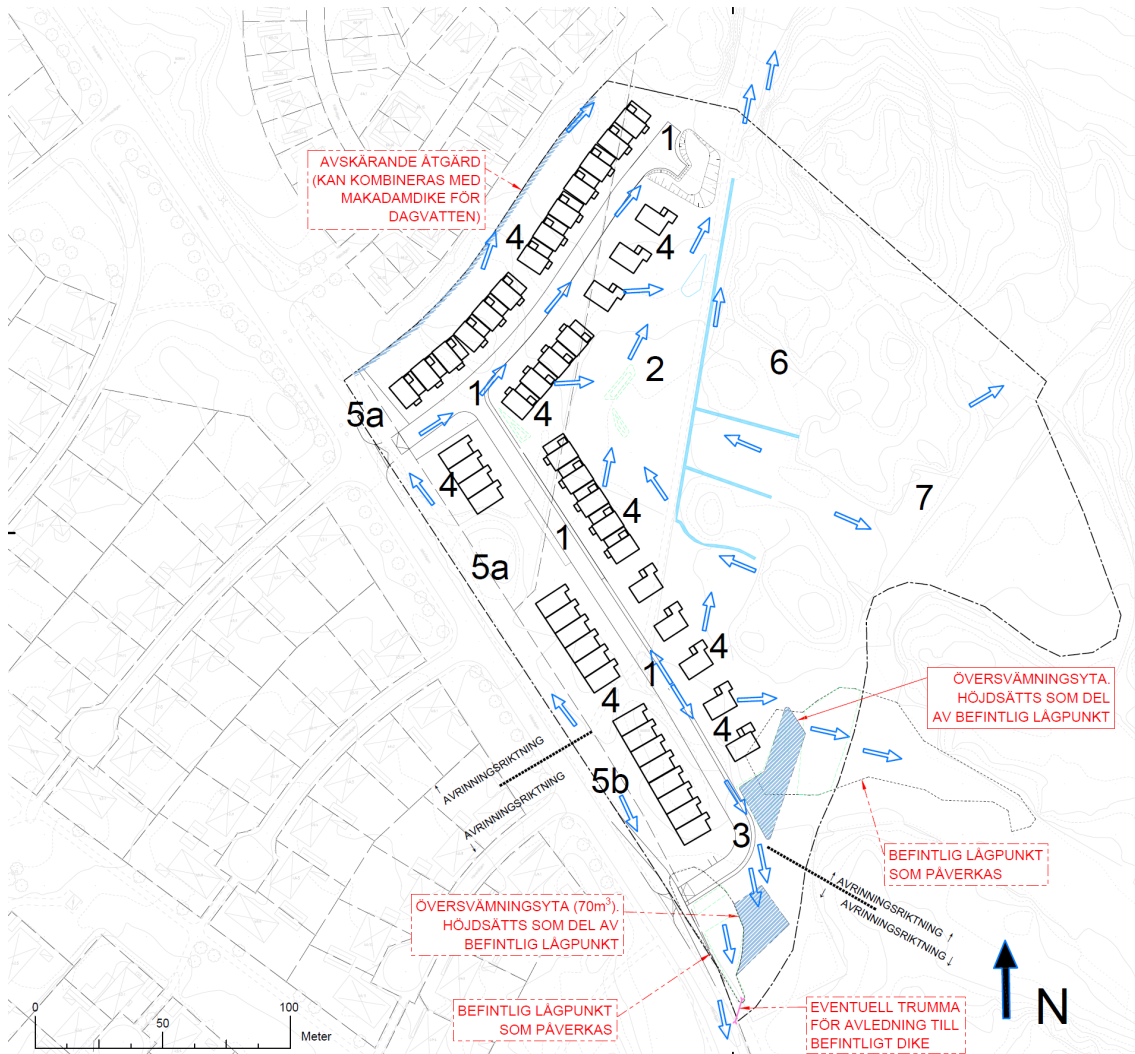 AVSKÄRANDE ÅTGÄRD
(KAN KOMBINERAS MED
MAKADAMDIKE FÖR
DAGVATTEN)
1
4
4
6
2
5a
1
4
4
7
4
1
5a
4
1
4
ÖVERSVÄMNINGSYTA.
HÖJDSÄTTS SOM DEL
AV BEFINTLIG LÅGPUNKT
4
AVRINNINGSRIKTNING
AVRINNINGSRIKTNING
5b
3
BEFINTLIG LÅGPUNKT
SOM PÅVERKAS
AVRINNINGSRIKTNING
AVRINNINGSRIKTNING
ÖVERSVÄMNINGSYTA (70m³).
HÖJDSÄTTS SOM DEL AV
BEFINTLIG LÅGPUNKT
BEFINTLIG LÅGPUNKT
SOM PÅVERKAS
EVENTUELL TRUMMA
FÖR AVLEDNING TILL
BEFINTLIGT DIKE
N
0
50
100
Meter